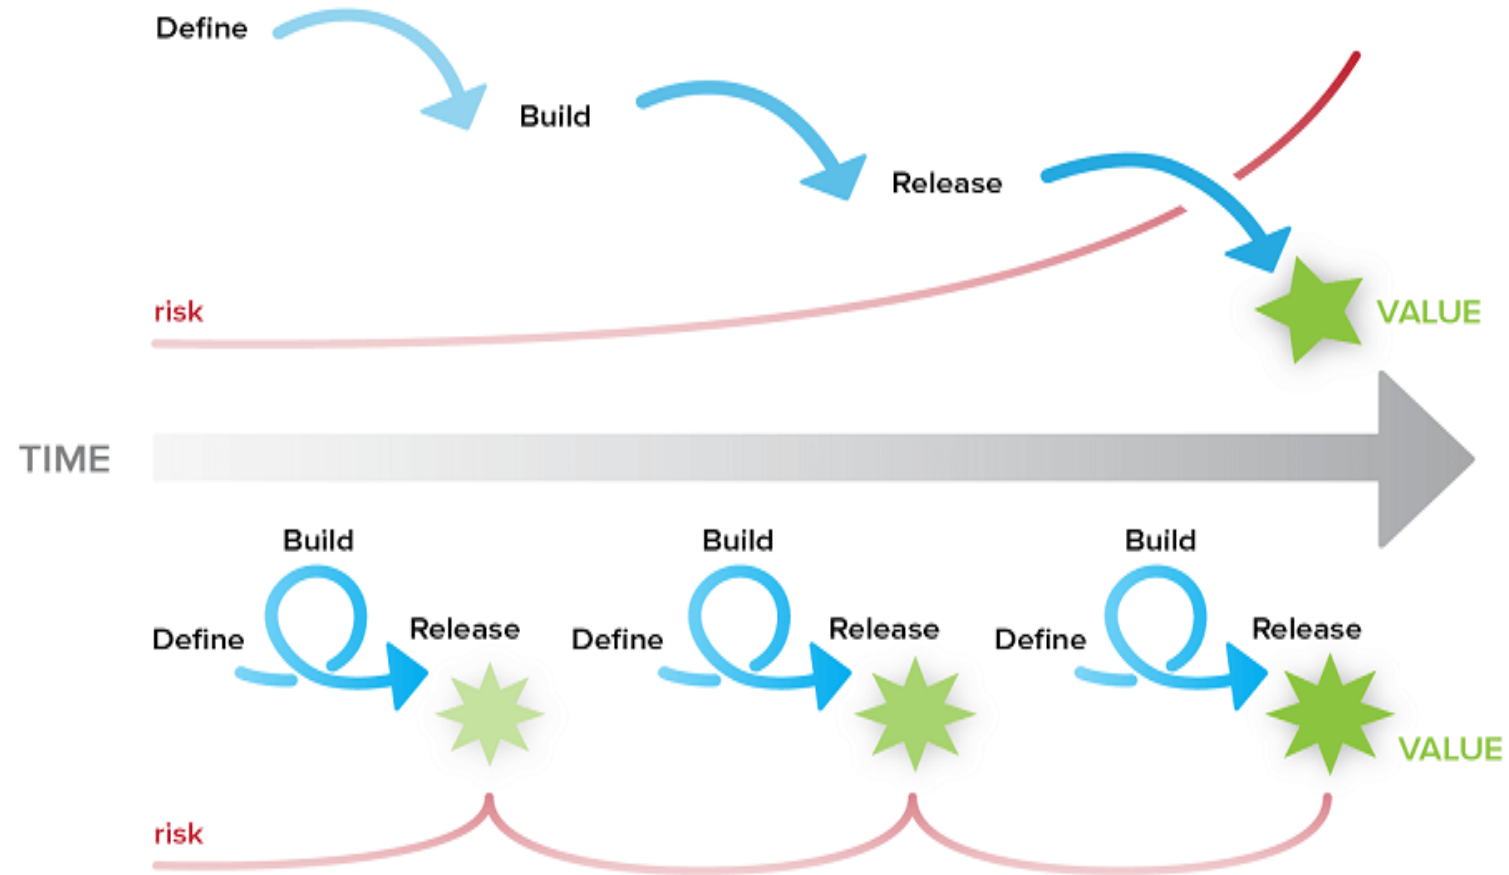 Define
Build
Release
risk
VALUE
TIME
Build
Build
Build
Define
Release
Define
Release
Define
Release
VALUE
risk